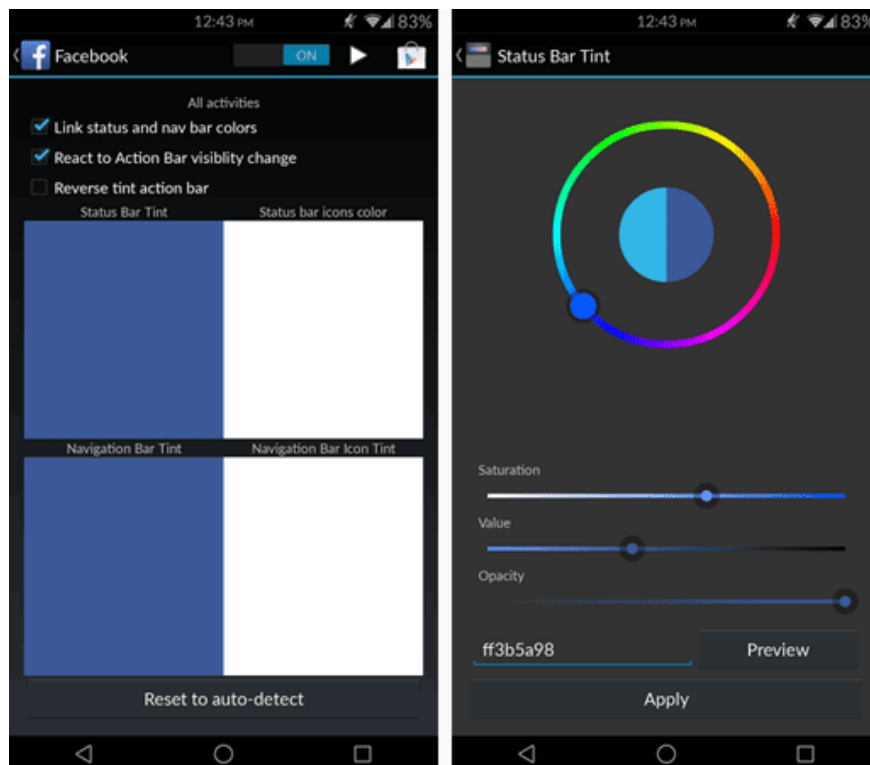 12:43 PM 83%
Facebook ON
All activities
Link status and nav bar colors
React to Action Bar visiblity change
Reverse tint action bar
Status Bar Tint Status bar icons color
Navigation Bar Tint Navigation Bar Icon Tint
Reset to auto-detect
12:43 PM 83%
Status Bar Tint
Saturation
Value
Opacity
ff3b5a98 Preview
Apply